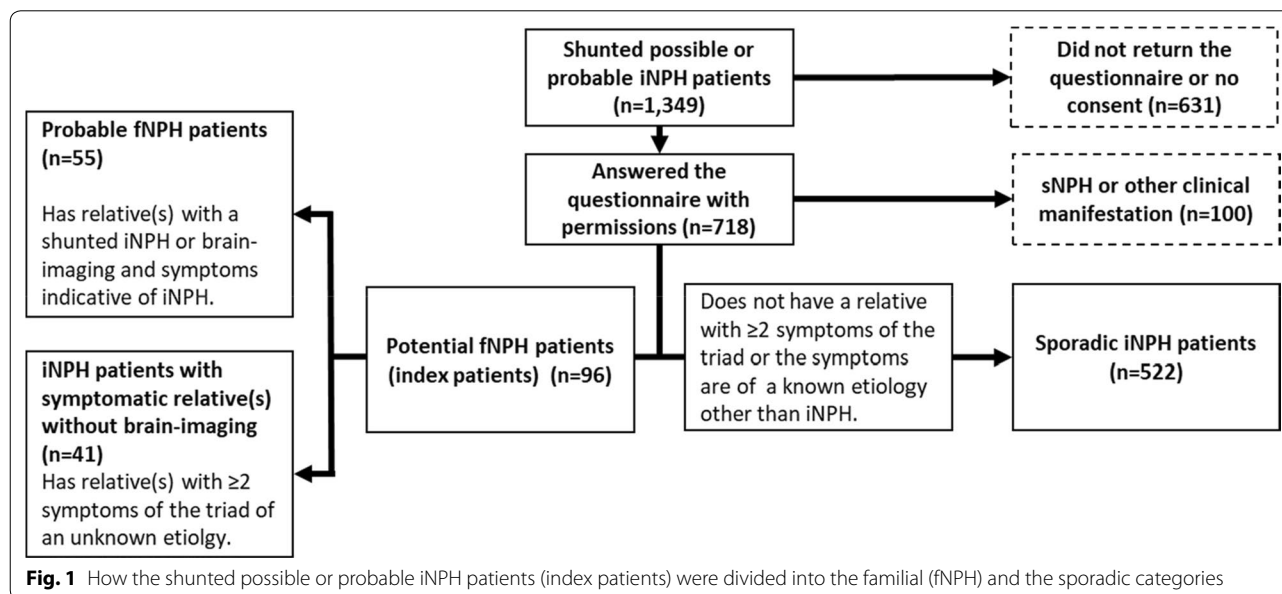 Shunted possible or
probable iNPH patients
(n=1,349)
Did not return the
questionnaire or no
consent (n=631)
Answered the
questionnaire with
permissions (n=718)
sNPH or other clinical
manifestation (n=100)
Probable fNPH patients
(n=55)
Has relative(s) with a
shunted iNPH or brain-
imaging and symptoms
indicative of iNPH.
iNPH patients with
symptomatic relative(s)
without brain-imaging
(n=41)
Has relative(s) with ≥2
symptoms of the triad of
an unknown etiolgy.
Potential fNPH patients
(index patients) (n=96)
Does not have a relative
with ≥2 symptoms of the
triad or the symptoms
are of a known etiology
other than iNPH.
Sporadic iNPH patients
(n=522)
Fig. 1 How the shunted possible or probable iNPH patients (index patients) were divided into the familial (fNPH) and the sporadic categories